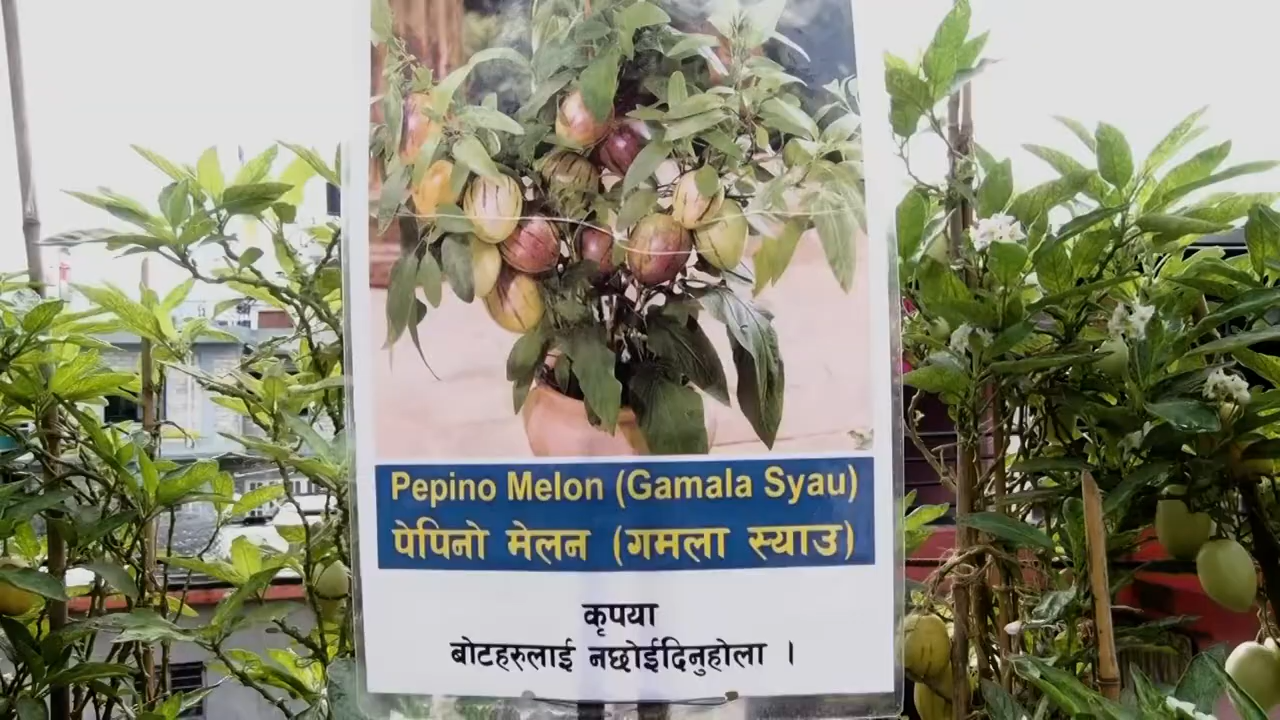 Pepino Melon (Gamala Syau)
पेपिनो मेलन (गमला स्याउ)
कृपया
बोटहरुलाई नछोईदिनुहोला ।